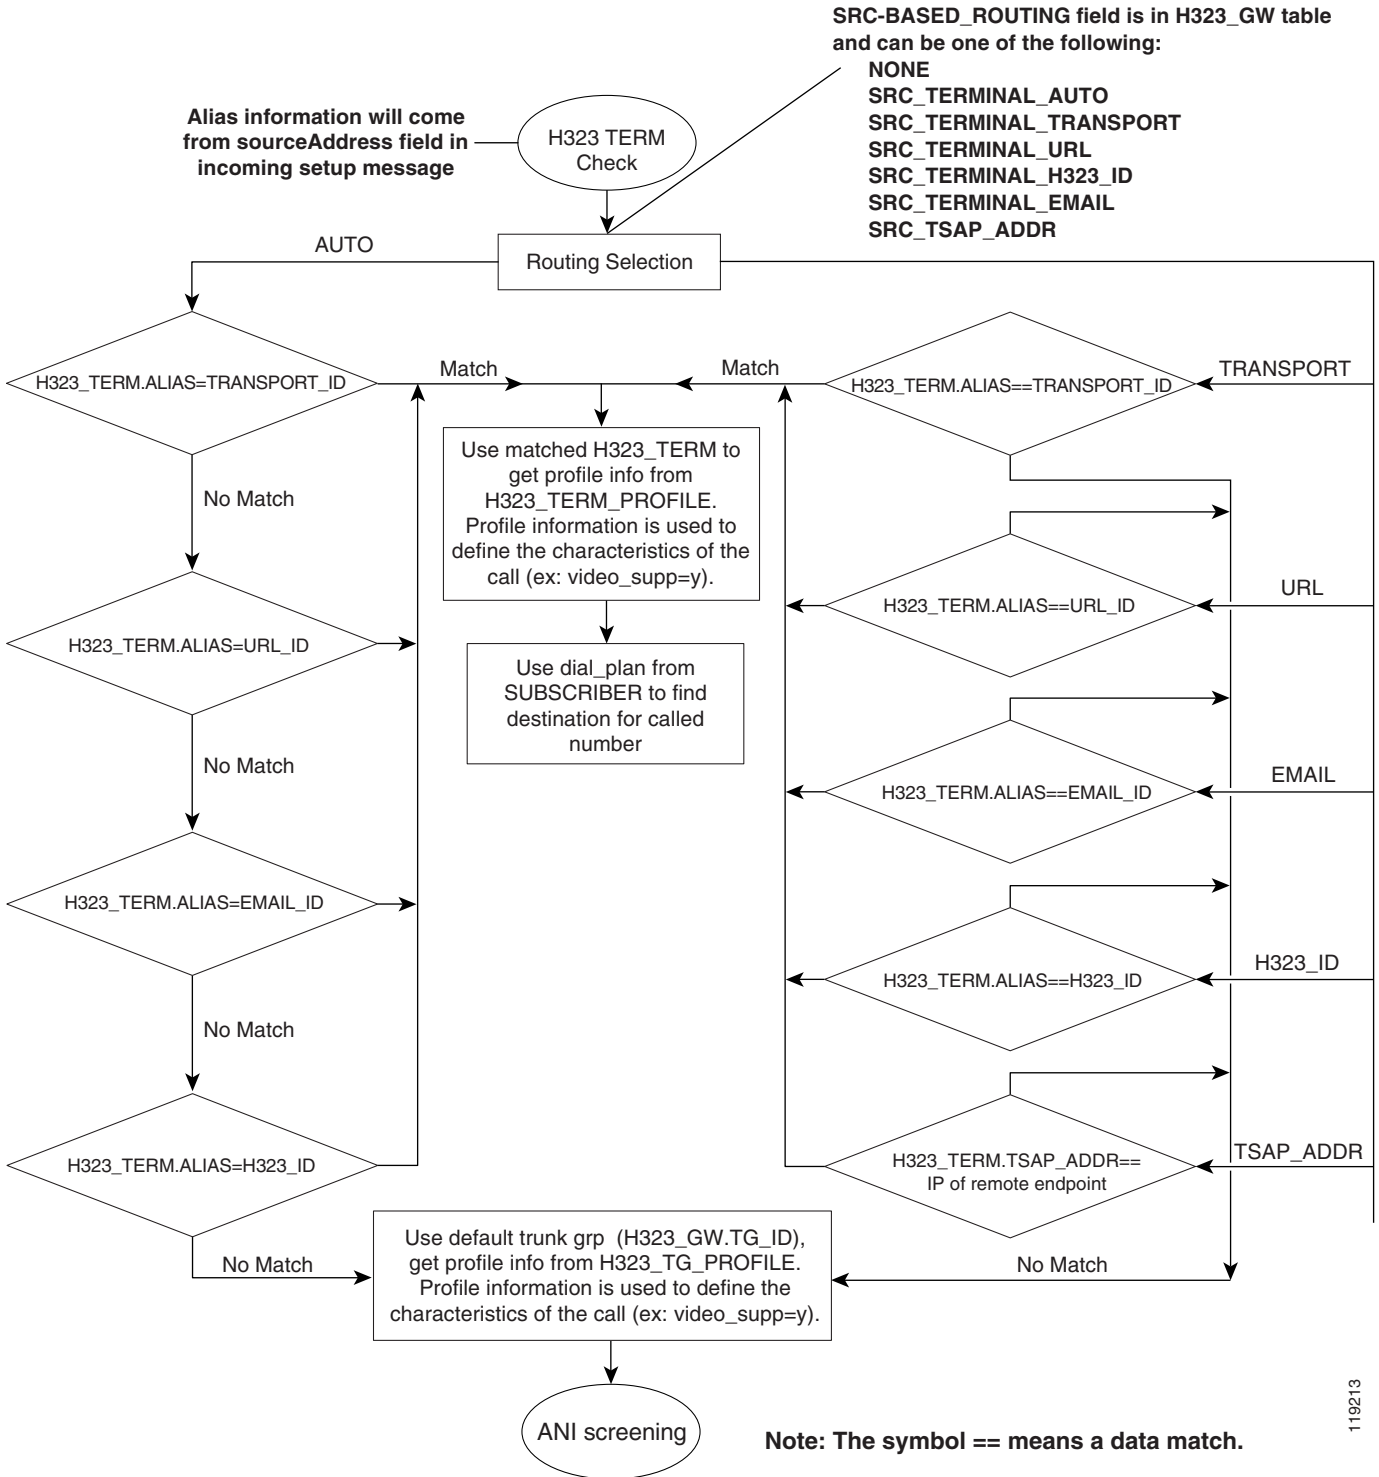 SRC-BASED_ROUTING field is in H323_GW table
and can be one of the following:
NONE
SRC_TERMINAL_AUTO
SRC_TERMINAL_TRANSPORT
SRC_TERMINAL_URL
SRC_TERMINAL_H323_ID
SRC_TERMINAL_EMAIL
SRC_TSAP_ADDR
Alias information will come
from sourceAddress field in
incoming setup message
H323 TERM
Check
AUTO
Routing Selection
H323_TERM.ALIAS=TRANSPORT_ID
Match
Match
H323_TERM.ALIAS==TRANSPORT_ID
TRANSPORT
Use matched H323_TERM to
get profile info from
H323_TERM_PROFILE.
Profile information is used to
define the characteristics of the
call (ex: video_supp=y).
No Match
H323_TERM.ALIAS==URL_ID
URL
H323_TERM.ALIAS=URL_ID
Use dial_plan from
SUBSCRIBER to find
destination for called
number
No Match
H323_TERM.ALIAS==EMAIL_ID
EMAIL
H323_TERM.ALIAS=EMAIL_ID
H323_TERM.ALIAS==H323_ID
H323_ID
No Match
H323_TERM.ALIAS=H323_ID
H323_TERM.TSAP_ADDR==
IP of remote endpoint
TSAP_ADDR
No Match
Use default trunk grp (H323_GW.TG_ID),
get profile info from H323_TG_PROFILE.
Profile information is used to define the
characteristics of the call (ex: video_supp=y).
No Match
ANI screening
Note: The symbol == means a data match.
119213